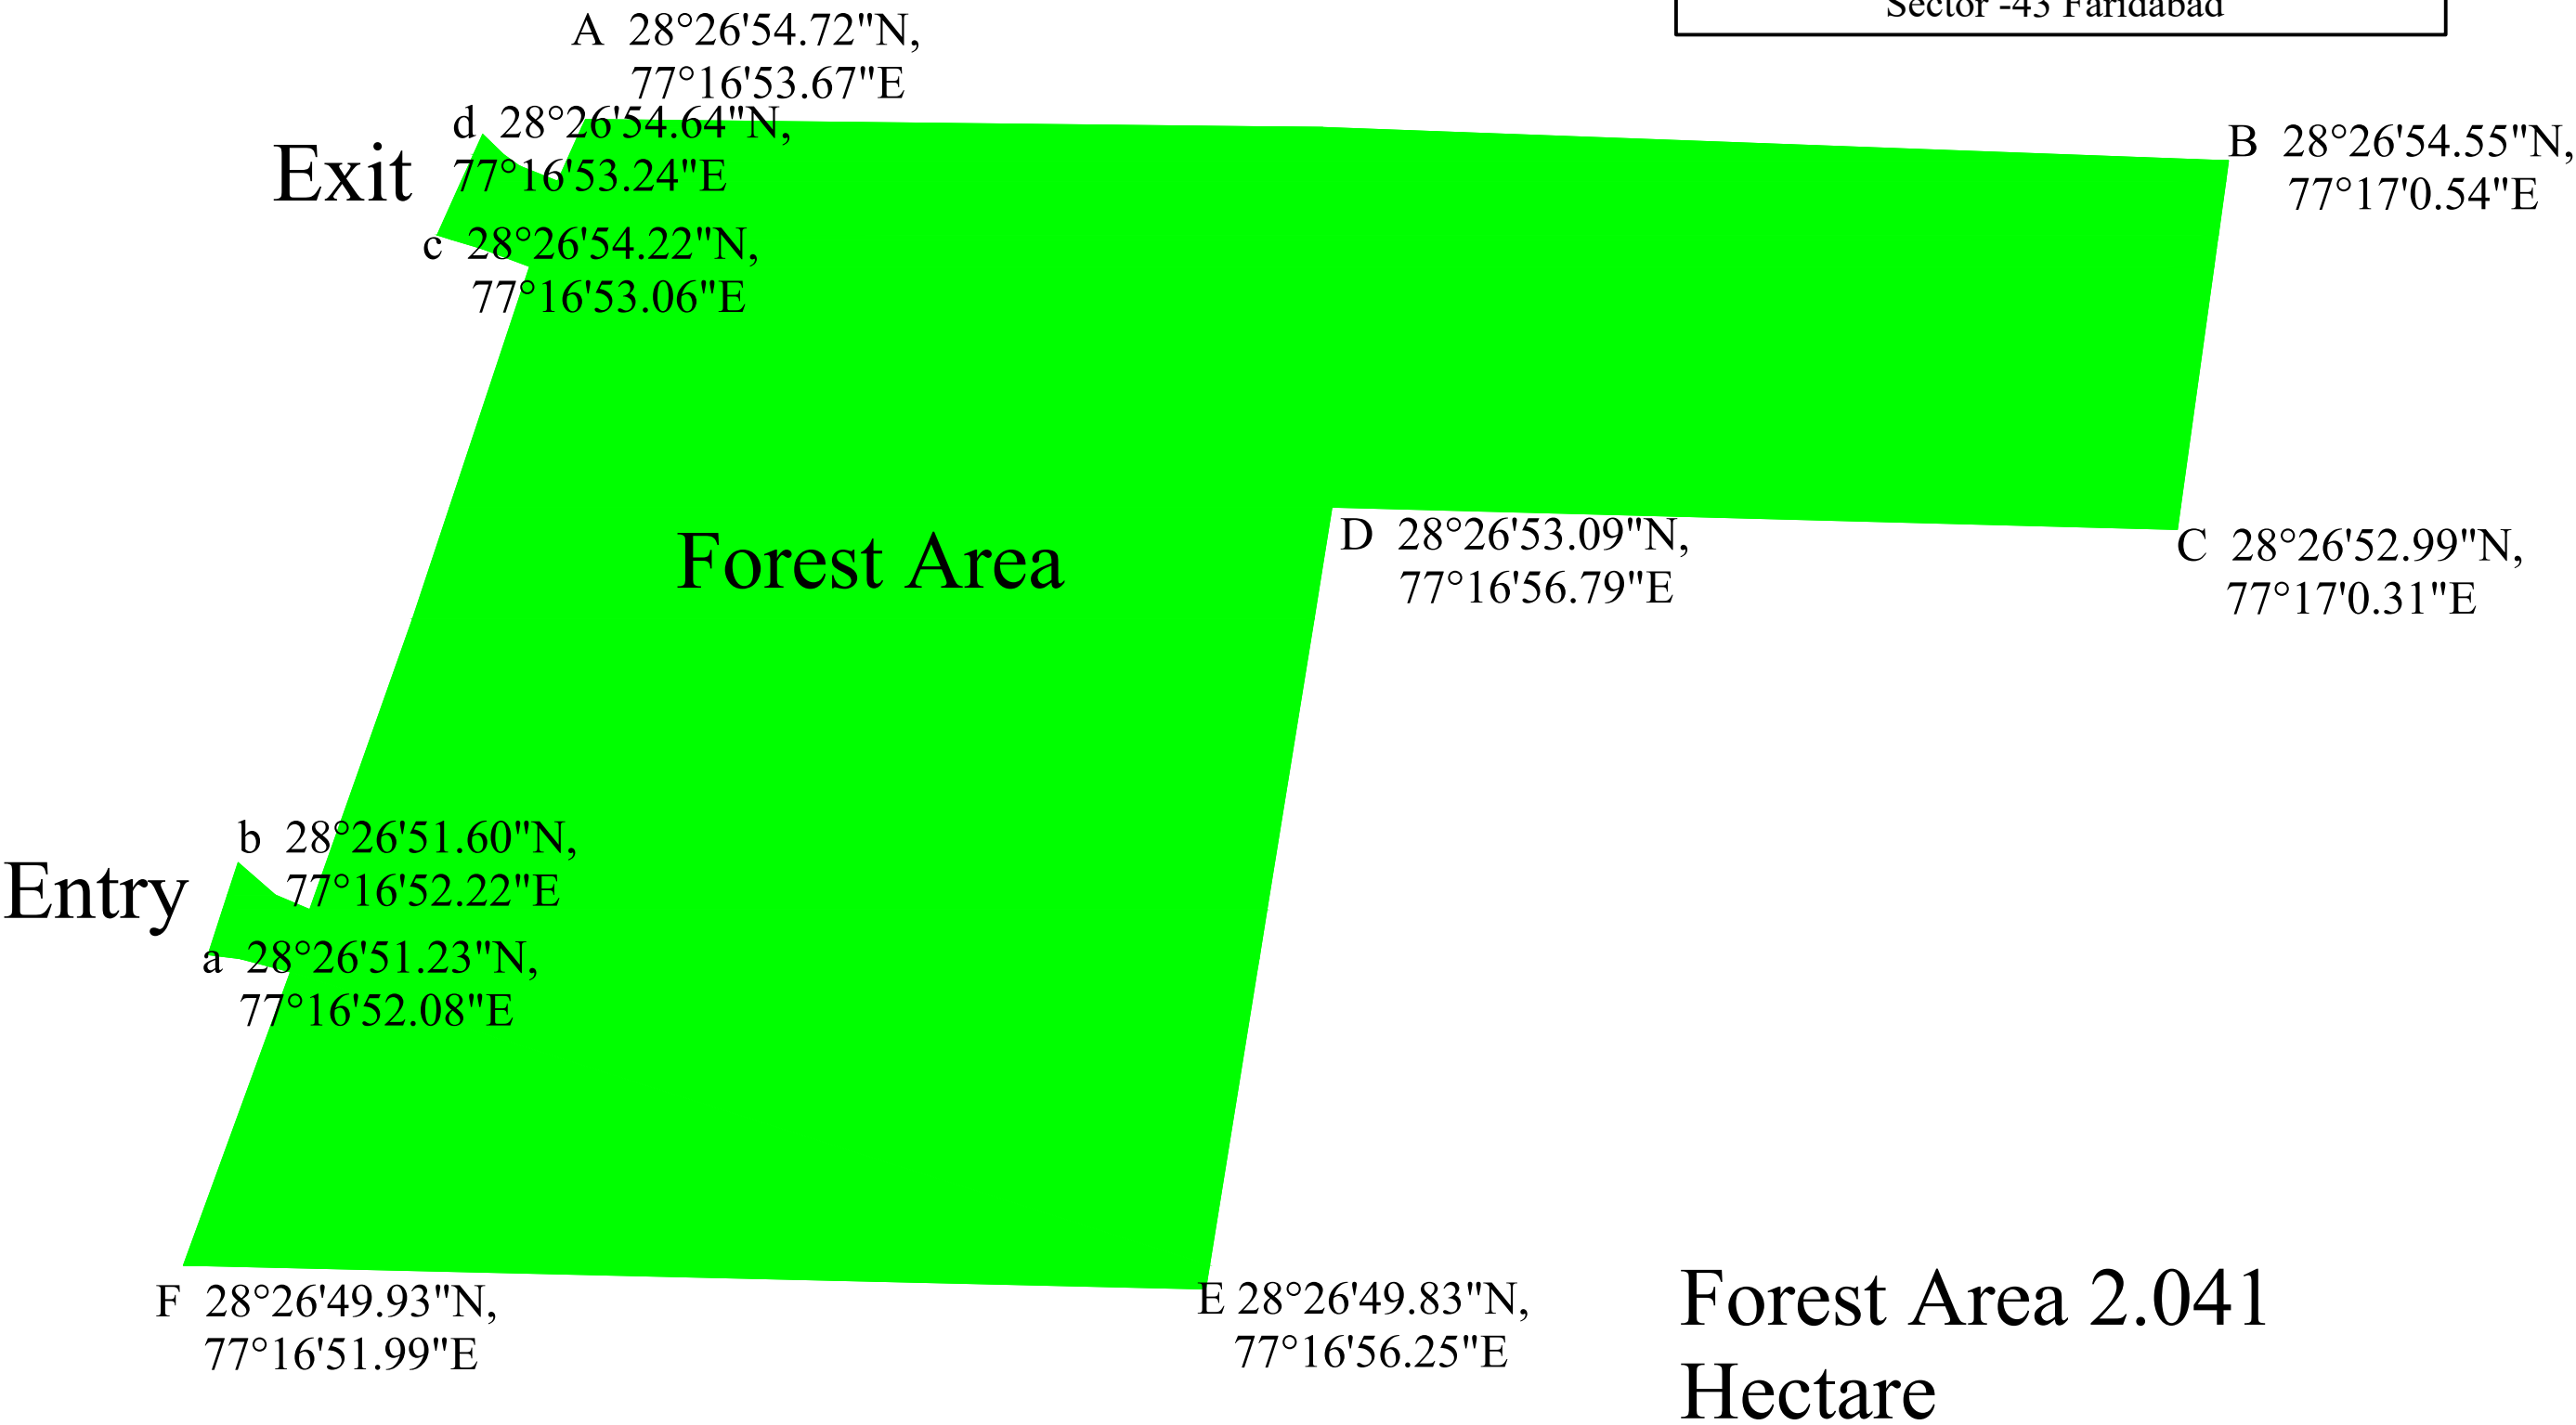 Sector -43 Faridabad
A 28°26'54.72"N,
77°16'53.67"E
d 28°26'54.64"N,
77°16'53.24"E
Exit
c 28°26'54.22"N,
77°16'53.06"E
B 28°26'54.55"N,
77°17'0.54"E
Forest Area
D 28°26'53.09"N,
77°16'56.79"E
C 28°26'52.99"N,
77°17'0.31"E
b 28°26'51.60"N,
77°16'52.22"E
Entry
a 28°26'51.23"N,
77°16'52.08"E
F 28°26'49.93"N,
77°16'51.99"E
E 28°26'49.83"N,
77°16'56.25"E
Forest Area 2.041
Hectare